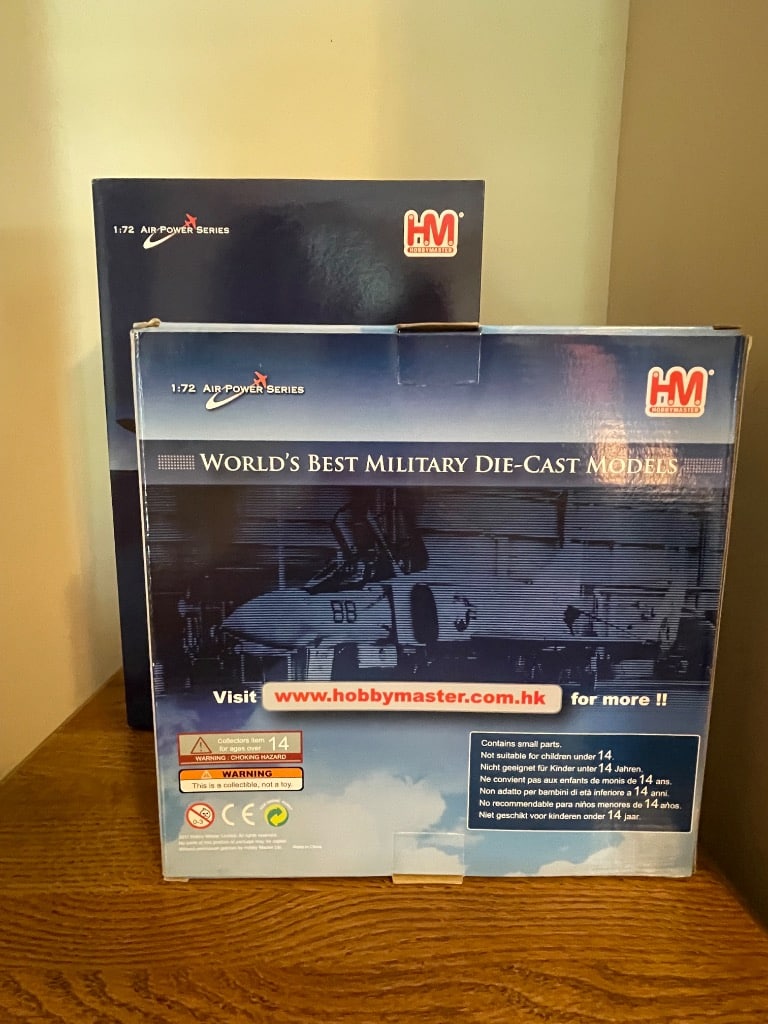 1:72 AIR POWER SERIES
HM
HOBBYMASTER
1:72 AIR POWER SERIES
HM
HOBBYMASTER
WORLD'S BEST MILITARY DIE-CAST MODELS
88
Visit www.hobbymaster.com.hk for more !!
Collectors item
for ages over 14
WARNING : CHOKING HAZARD
WARNING
This is a collectible, not a toy.
0-3
CE
Contains small parts.
Not suitable for children under 14.
Nicht geeignet für Kinder unter 14 Jahren.
Ne convient pas aux enfants de monis de 14 ans.
Non adatto per bambini di età inferiore a 14 anni.
No recommendable para niños menores de 14 años.
Niet geschikt voor kinderen onder 14 jaar.
Made in China